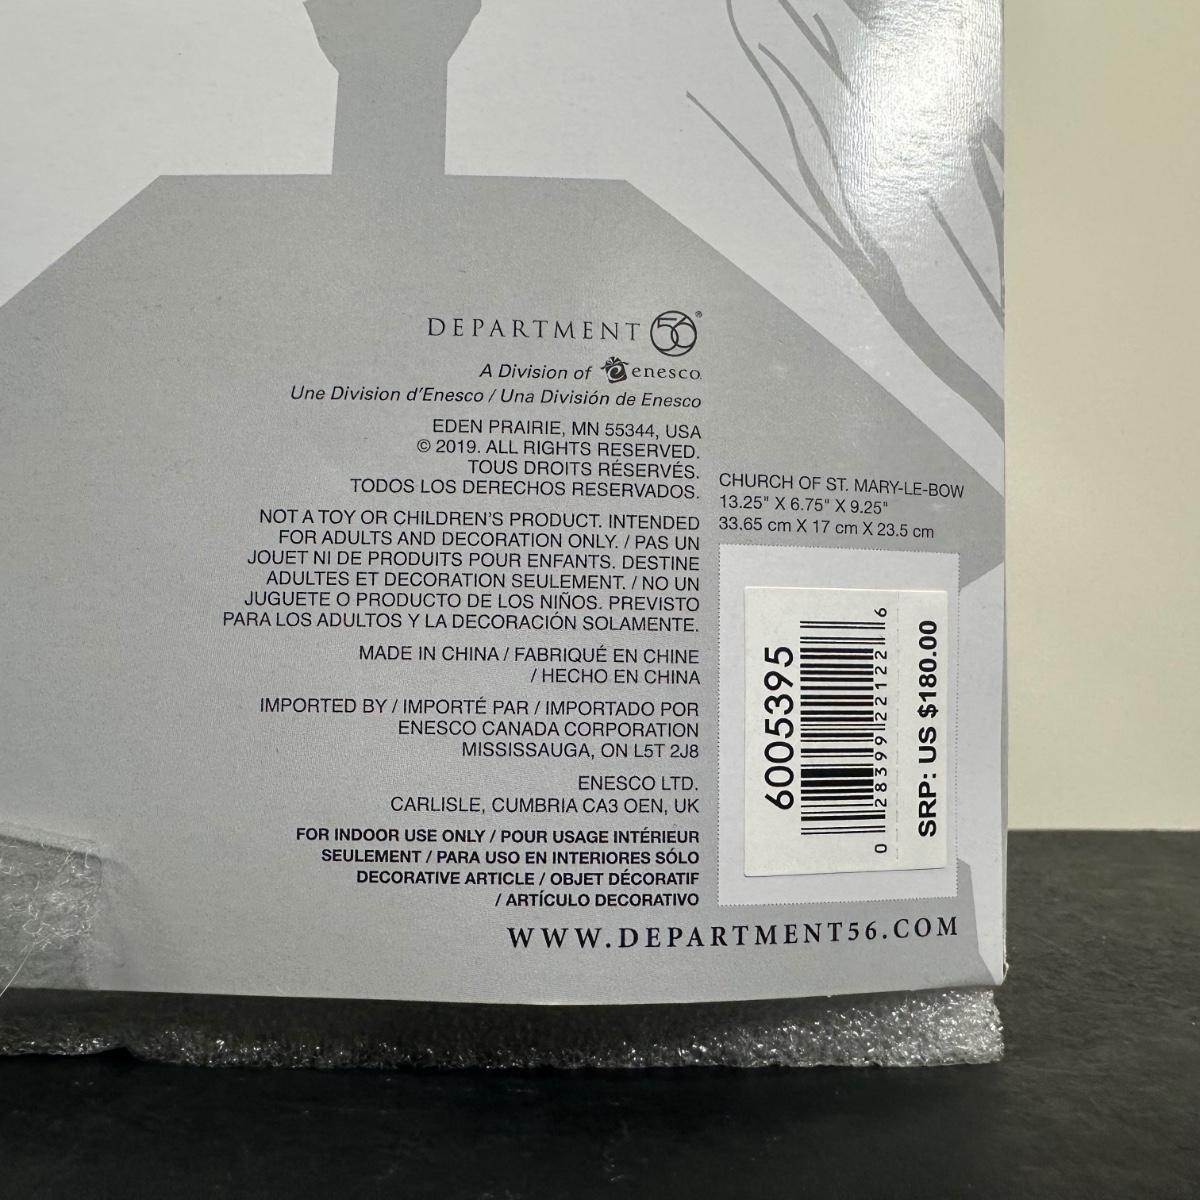 DEPARTMENT 56®
A Division of enesco.
Une Division d'Enesco / Una División de Enesco
EDEN PRAIRIE, MN 55344, USA
© 2019. ALL RIGHTS RESERVED.
TOUS DROITS RÉSERVÉS.
TODOS LOS DERECHOS RESERVADOS.
NOT A TOY OR CHILDREN'S PRODUCT. INTENDED
FOR ADULTS AND DECORATION ONLY. / PAS UN
JOUET NI DE PRODUITS POUR ENFANTS. DESTINE
ADULTES ET DECORATION SEULEMENT. / NO UN
JUGUETE O PRODUCTO DE LOS NIÑOS. PREVISTO
PARA LOS ADULTOS Y LA DECORACIÓN SOLAMENTE.
MADE IN CHINA / FABRIQUÉ EN CHINE
/ HECHO EN CHINA
IMPORTED BY / IMPORTÉ PAR / IMPORTADO POR
ENESCO CANADA CORPORATION
MISSISSAUGA, ON L5T 2J8
ENESCO LTD.
CARLISLE, CUMBRIA CA3 OEN, UK
FOR INDOOR USE ONLY / POUR USAGE INTÉRIEUR
SEULEMENT / PARA USO EN INTERIORES SÓLO
DECORATIVE ARTICLE / OBJET DÉCORATIF
/ ARTÍCULO DECORATIVO
CHURCH OF ST. MARY-LE-BOW
13.25" X 6.75" X 9.25"
33.65 cm X 17 cm X 23.5 cm
6005395
0 28399 22122 6
SRP: US $180.00
WWW.DEPARTMENT56.COM